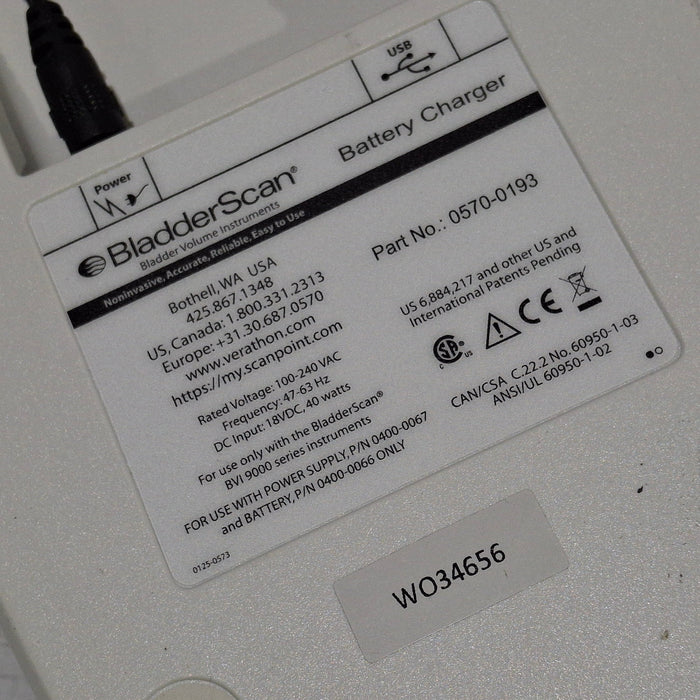 Power
USB
BladderScan®
Bladder Volume Instruments
Battery Charger
Noninvasive, Accurate, Reliable, Easy to Use
Bothell, WA USA
425.867.1348
US, Canada: 1.800.331.2313
Europe: +31.30.687.0570
www.verathon.com
https://my.scanpoint.com
Rated Voltage: 100-240 VAC
Frequency: 47-63 Hz
DC Input: 18VDC, 40 watts
For use only with the BladderScan®
BVI 9000 series instruments
FOR USE WITH POWER SUPPLY, P/N 0400-0067
and BATTERY, P/N 0400-0066 ONLY
0125-0573
Part No.: 0570-0193
US 6,884,217 and other US and
International Patents Pending
C SA® US
CE
CAN/CSA C.22.2 No. 60950-1-03
ANSI/UL 60950-1-02
WO34656